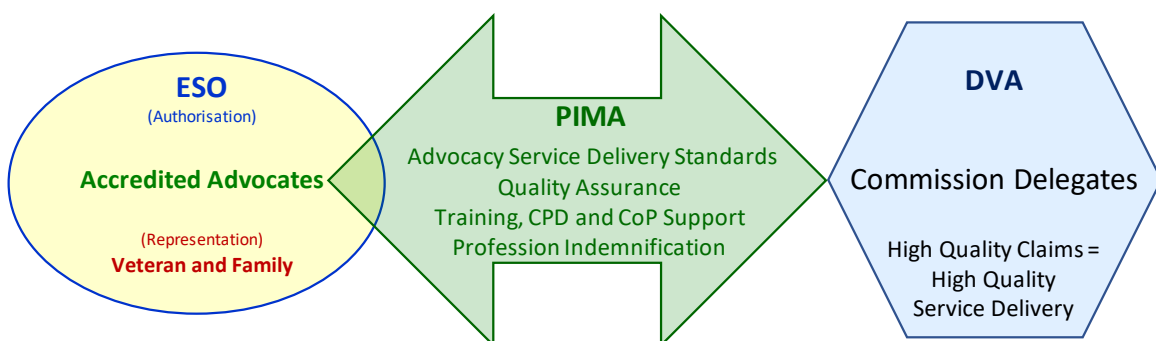 ESO
(Authorisation)
Accredited Advocates
(Representation)
Veteran and Family
PIMA
Advocacy Service Delivery Standards
Quality Assurance
Training, CPD and CoP Support
Profession Indemnification
DVA
Commission Delegates
High Quality Claims =
High Quality
Service Delivery